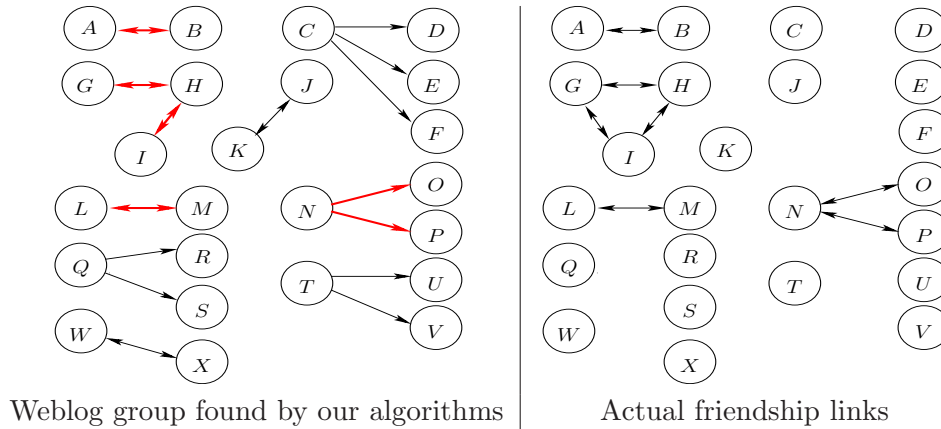 A B C D
G H J E
I K F
L M N O
P
Q R T U
S V
W X
Weblog group found by our algorithms
A B C D
G H J E
I K F
L M N O
P
Q R T U
S V
W X
Actual friendship links